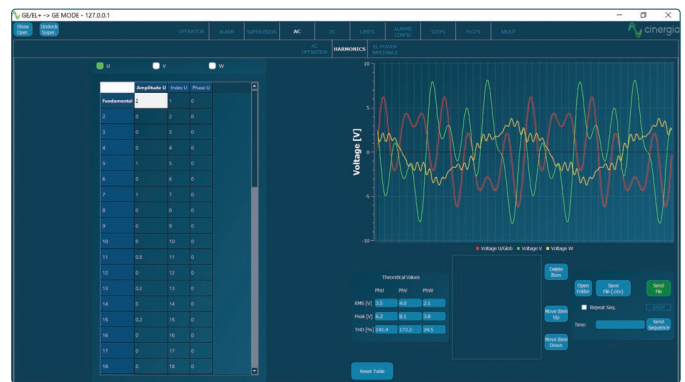 GE/EL+ -> GE MODE - 127.0.0.1
Show Oper. Unlock Super. OPERATION ALARM SUPERVISION AC DC LIMITS ALARMS CONFIG STEPS PLOTS ABOUT cinergia
AC OPERATION HARMONICS RL POWER IMPEDANCE
U V W
Amplitude U Index U Phase U
Fundamental 2 1 0
2 0 2 0
3 0 3 0
4 0 4 0
5 0 5 0
6 0 6 0
7 1 7 0
8 0 8 0
9 0 9 0
10 0 10 0
11 0.5 11 0
12 0 12 0
13 0.2 13 0
14 0 14 0
15 0.2 15 0
16 0 16 0
17 0 17 0
18 0 18 0
Voltage [V]
10
5
0
-5
-10
Voltage U/Glob Voltage V Voltage W
Theoretical Values
PhU PhV PhW
RMS [V] 3.5 4.0 2.1
Peak [V] 6.2 8.1 3.8
THD [%] 241.4 173.2 24.5
Reset Table
Delete Item
Move Item Up
Move Item Down
Open Folder
Save File (.csv)
Send File
Repeat Seq.
STOP
Time:
Send Sequence